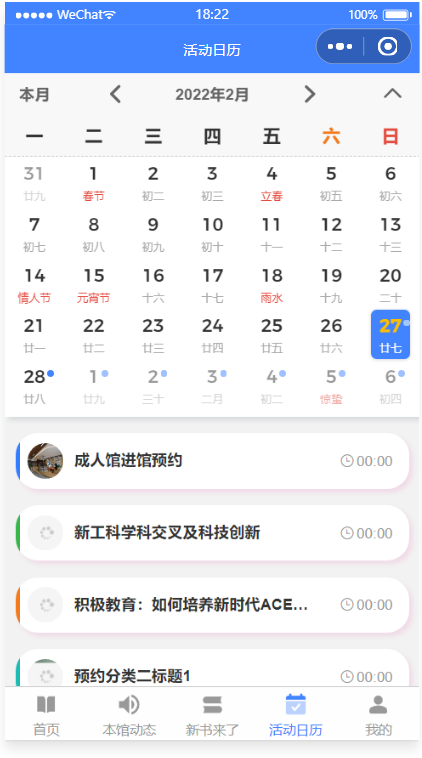 WeChat 18:22 100%
活动日历
本月 2022年2月
一 二 三 四 五 六 日
31 1 2 3 4 5 6
廿九 春节 初二 初三 立春 初五 初六
7 8 9 10 11 12 13
初七 初八 初九 初十 十一 十二 十三
14 15 16 17 18 19 20
情人节 元宵节 十六 十七 雨水 十九 二十
21 22 23 24 25 26 27
廿一 廿二 廿三 廿四 廿五 廿六 廿七
28 1 2 3 4 5 6
廿八 廿九 三十 二月 初二 惊蛰 初四
成人馆进馆预约 00:00
新工科学科交叉及科技创新 00:00
积极教育：如何培养新时代ACE... 00:00
预约分类二标题1 00:00
首页 本馆动态 新书来了 活动日历 我的